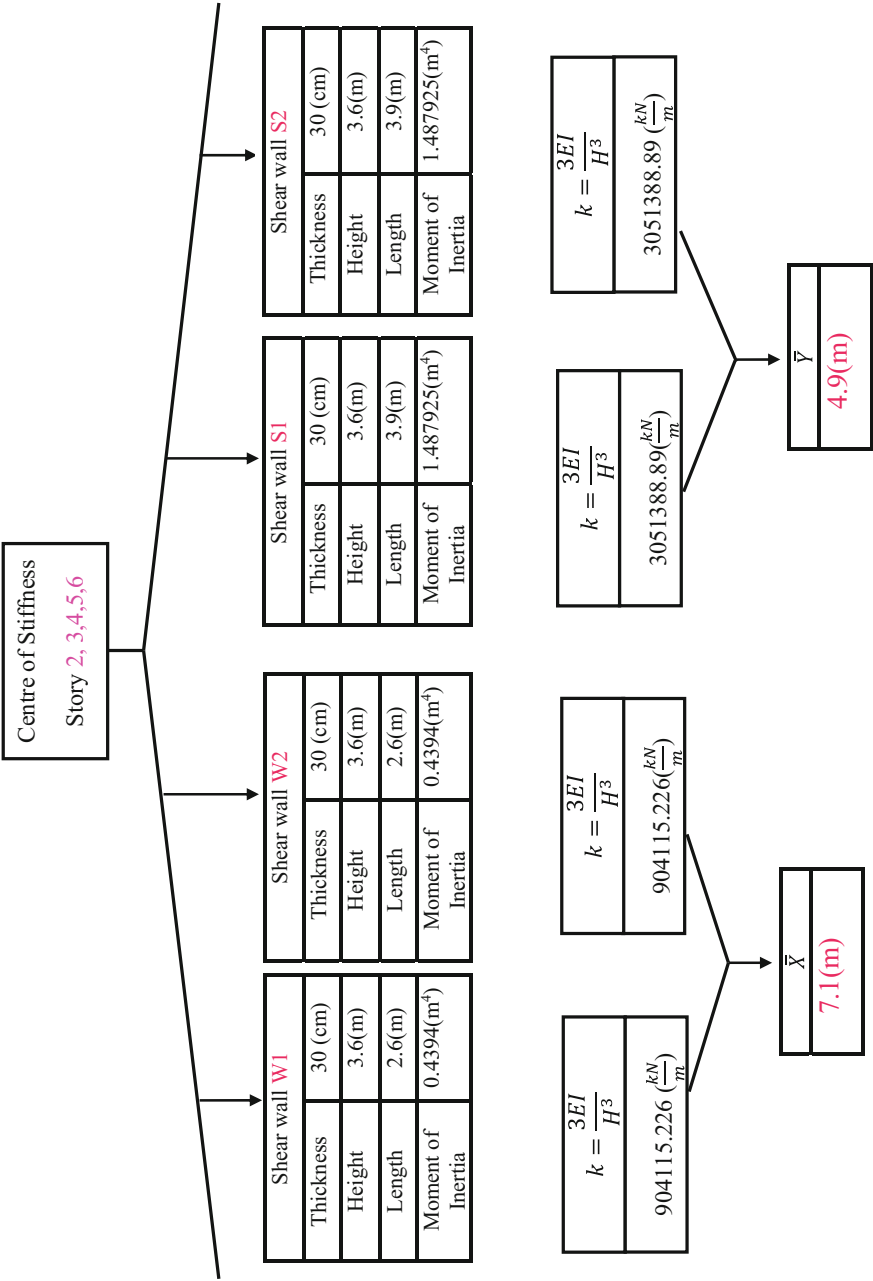 Centre of Stiffness
Story 2, 3,4,5,6
Shear wall W1
Thickness 30 (cm)
Height 3.6(m)
Length 2.6(m)
Moment of Inertia 0.4394(m⁴)
Shear wall W2
Thickness 30 (cm)
Height 3.6(m)
Length 2.6(m)
Moment of Inertia 0.4394(m⁴)
Shear wall S1
Thickness 30 (cm)
Height 3.6(m)
Length 3.9(m)
Moment of Inertia 1.487925(m⁴)
Shear wall S2
Thickness 30 (cm)
Height 3.6(m)
Length 3.9(m)
Moment of Inertia 1.487925(m⁴)
k = 3EI/H³
904115.226 (kN/m)
k = 3EI/H³
904115.226(kN/m)
k = 3EI/H³
3051388.89(kN/m)
k = 3EI/H³
3051388.89 (kN/m)
X̿
7.1(m)
Y̿
4.9(m)